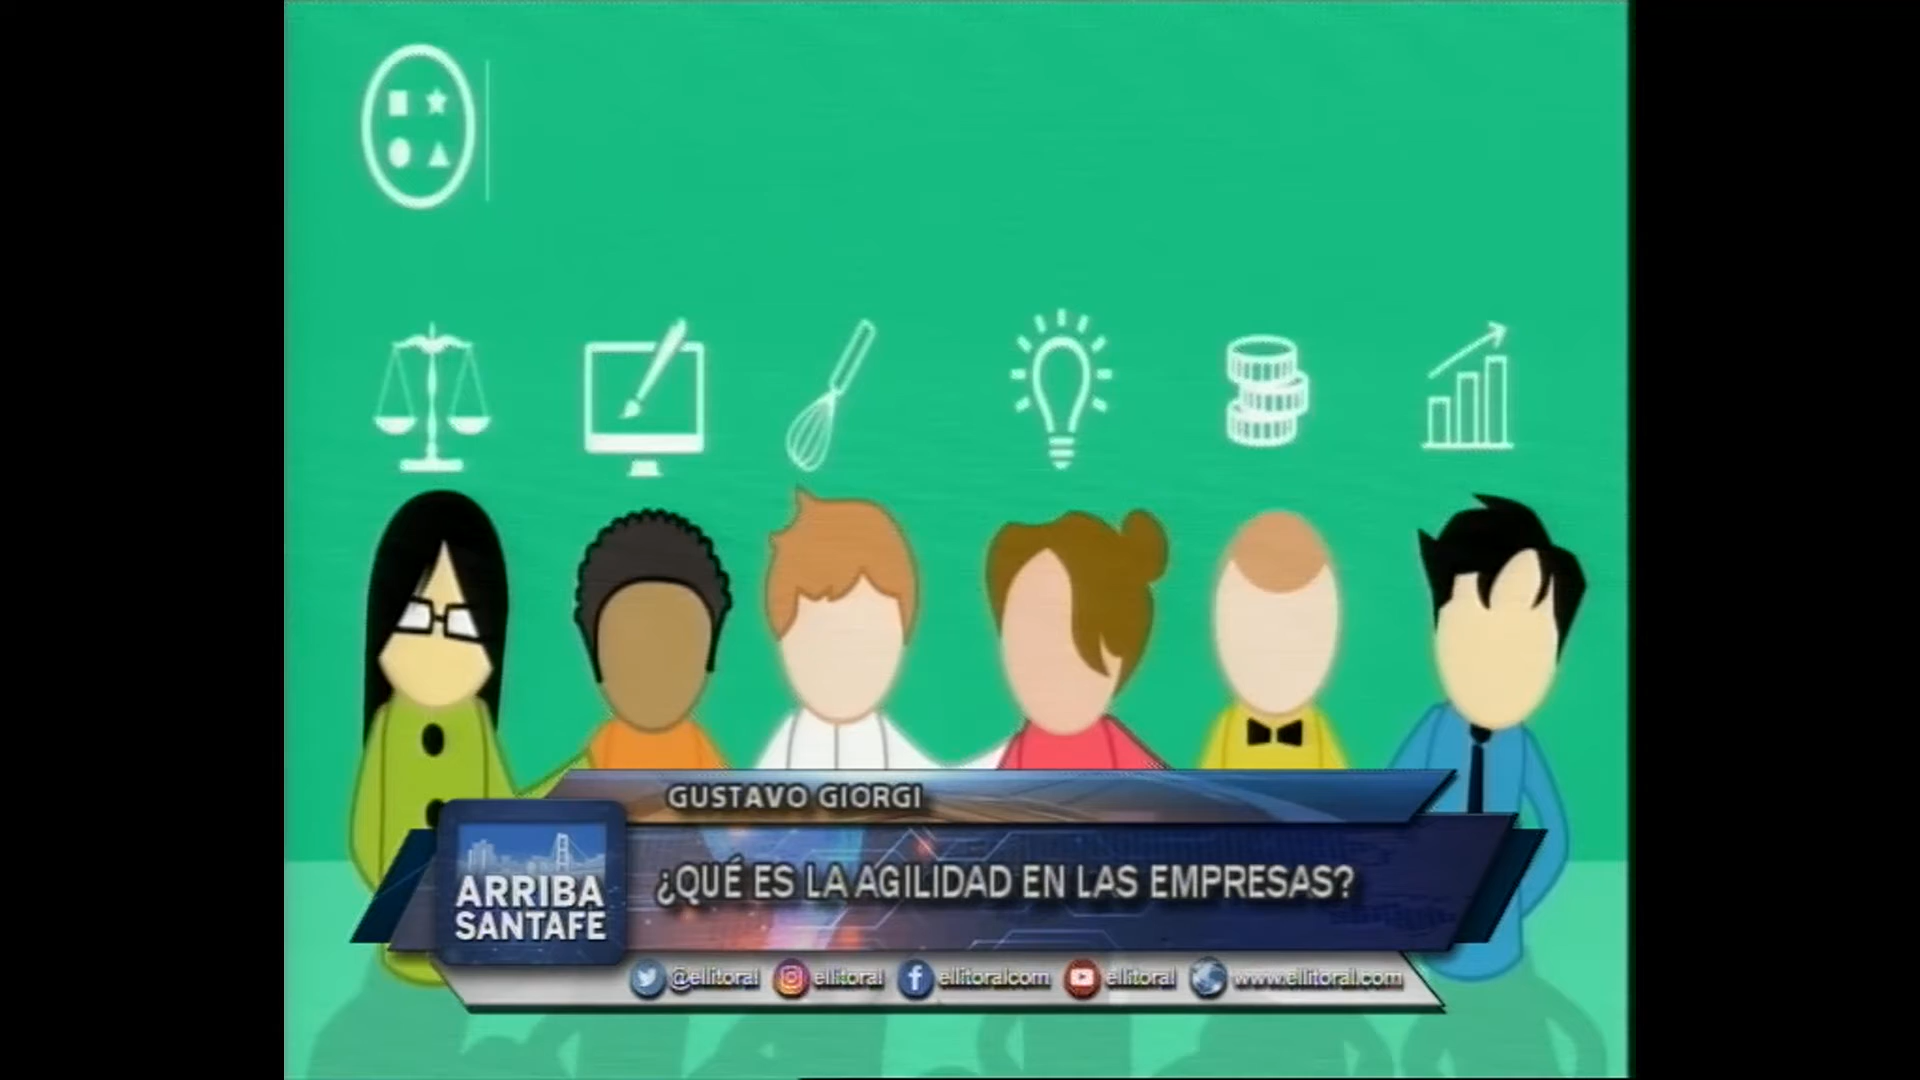 GUSTAVO GIORGI
¿QUÉ ES LA AGILIDAD EN LAS EMPRESAS?
ARRIBA
SANTAFE
@ellitoral ellitoral ellitoralcom ellitoral www.ellitoral.com